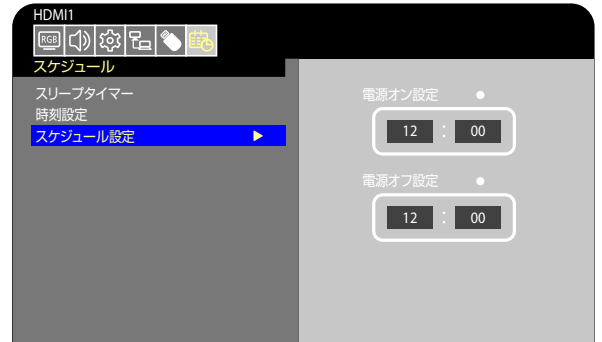 HDMI1
RGB
スケジュール
スリープタイマー
時刻設定
スケジュール設定
電源オン設定
12 : 00
電源オフ設定
12 : 00